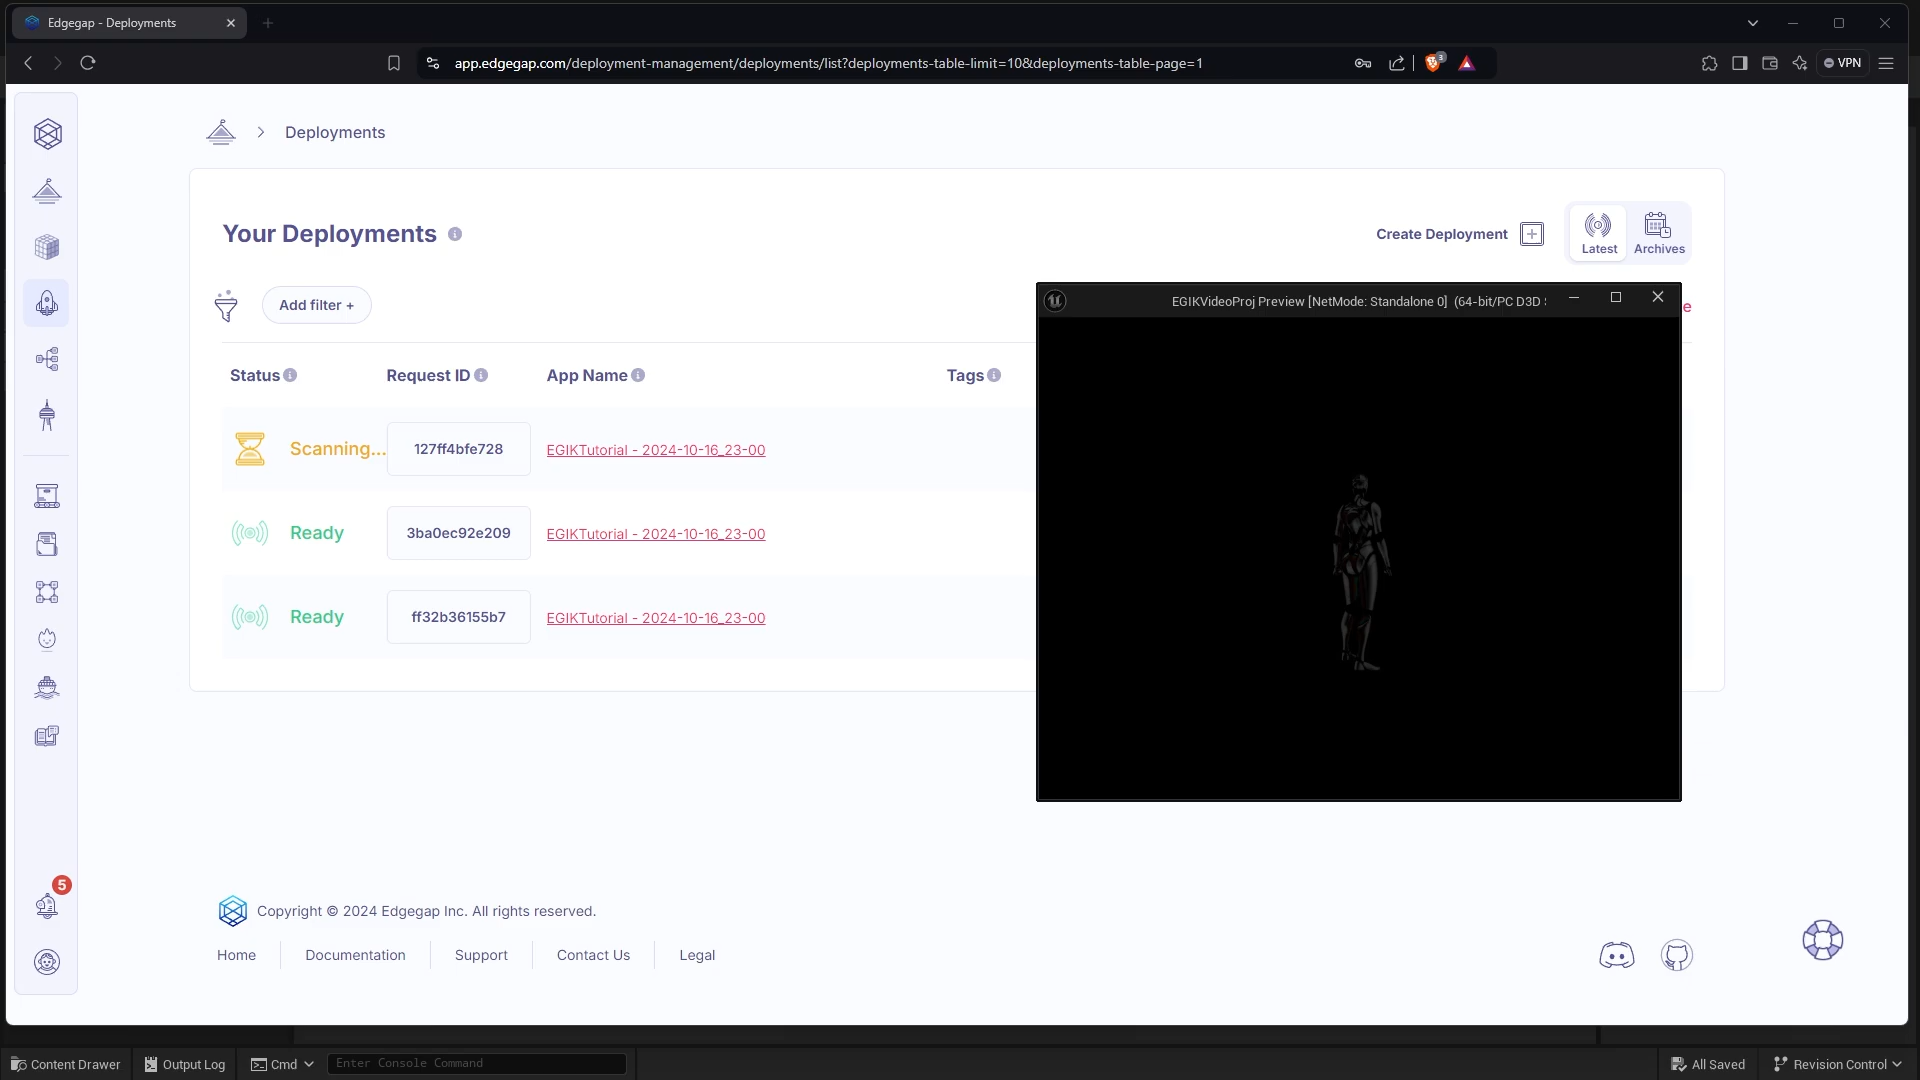 Edgegap - Deployments
app.edgegap.com/deployment-management/deployments/list?deployments-table-limit=10&deployments-table-page=1
3
VPN
Deployments
Your Deployments
Create Deployment
Latest
Archives
Add filter +
e
EGIKVideoProj Preview [NetMode: Standalone 0] (64-bit/PC D3D
Status
Request ID
App Name
Tags
Scanning...
127ff4bfe728
EGIKTutorial - 2024-10-16_23-00
Ready
3ba0ec92e209
EGIKTutorial - 2024-10-16_23-00
Ready
ff32b36155b7
EGIKTutorial - 2024-10-16_23-00
5
Copyright © 2024 Edgegap Inc. All rights reserved.
Home
Documentation
Support
Contact Us
Legal
Content Drawer
Output Log
Cmd
Enter Console Command
All Saved
Revision Control